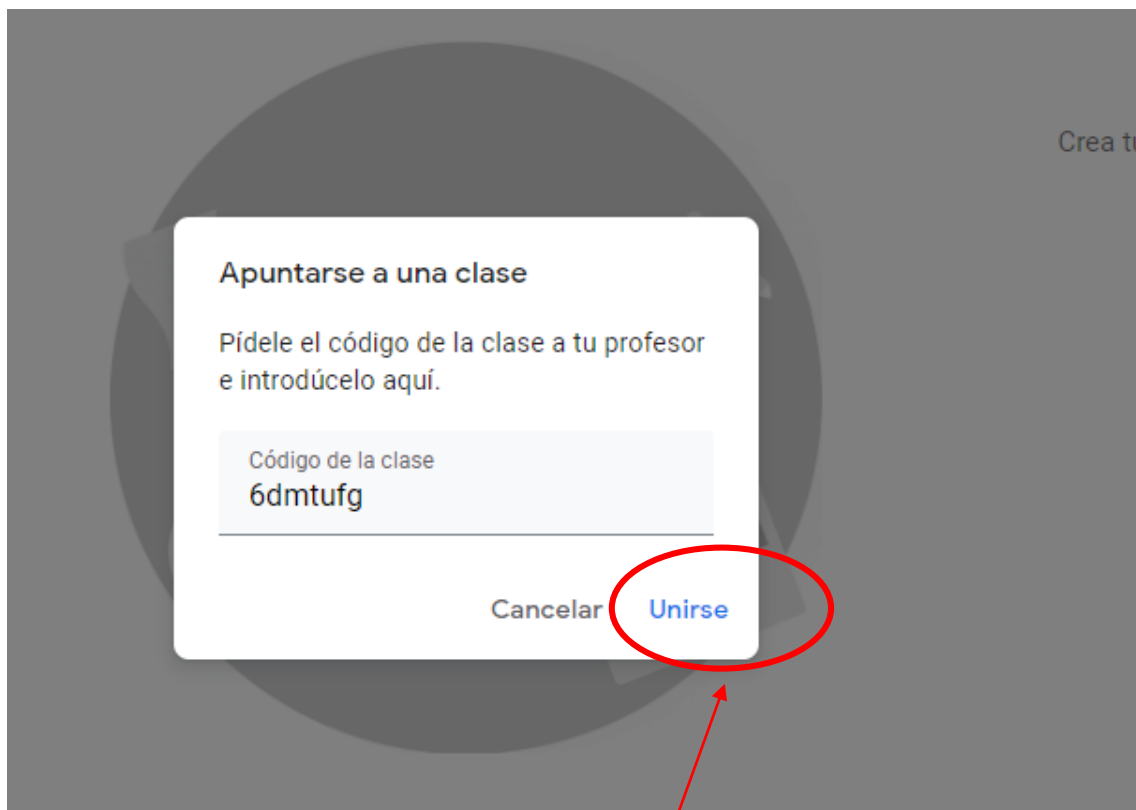 Crea tu
Apuntarse a una clase
Pídele el código de la clase a tu profesor
e introdúcelo aquí.
Código de la clase
6dmtufg
Cancelar Unirse